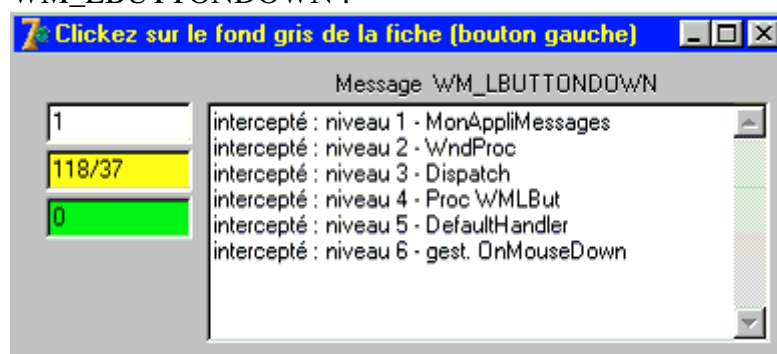 WM_LBUTTONDOWN :
Clickez sur le fond gris de la fiche (bouton gauche)
Message WM_LBUTTONDOWN
1
118/37
0
intercepté : niveau 1 - MonAppliMessages
intercepté : niveau 2 - WndProc
intercepté : niveau 3 - Dispatch
intercepté : niveau 4 - Proc WMLBut
intercepté : niveau 5 - DefaultHandler
intercepté : niveau 6 - gest. OnMouseDown